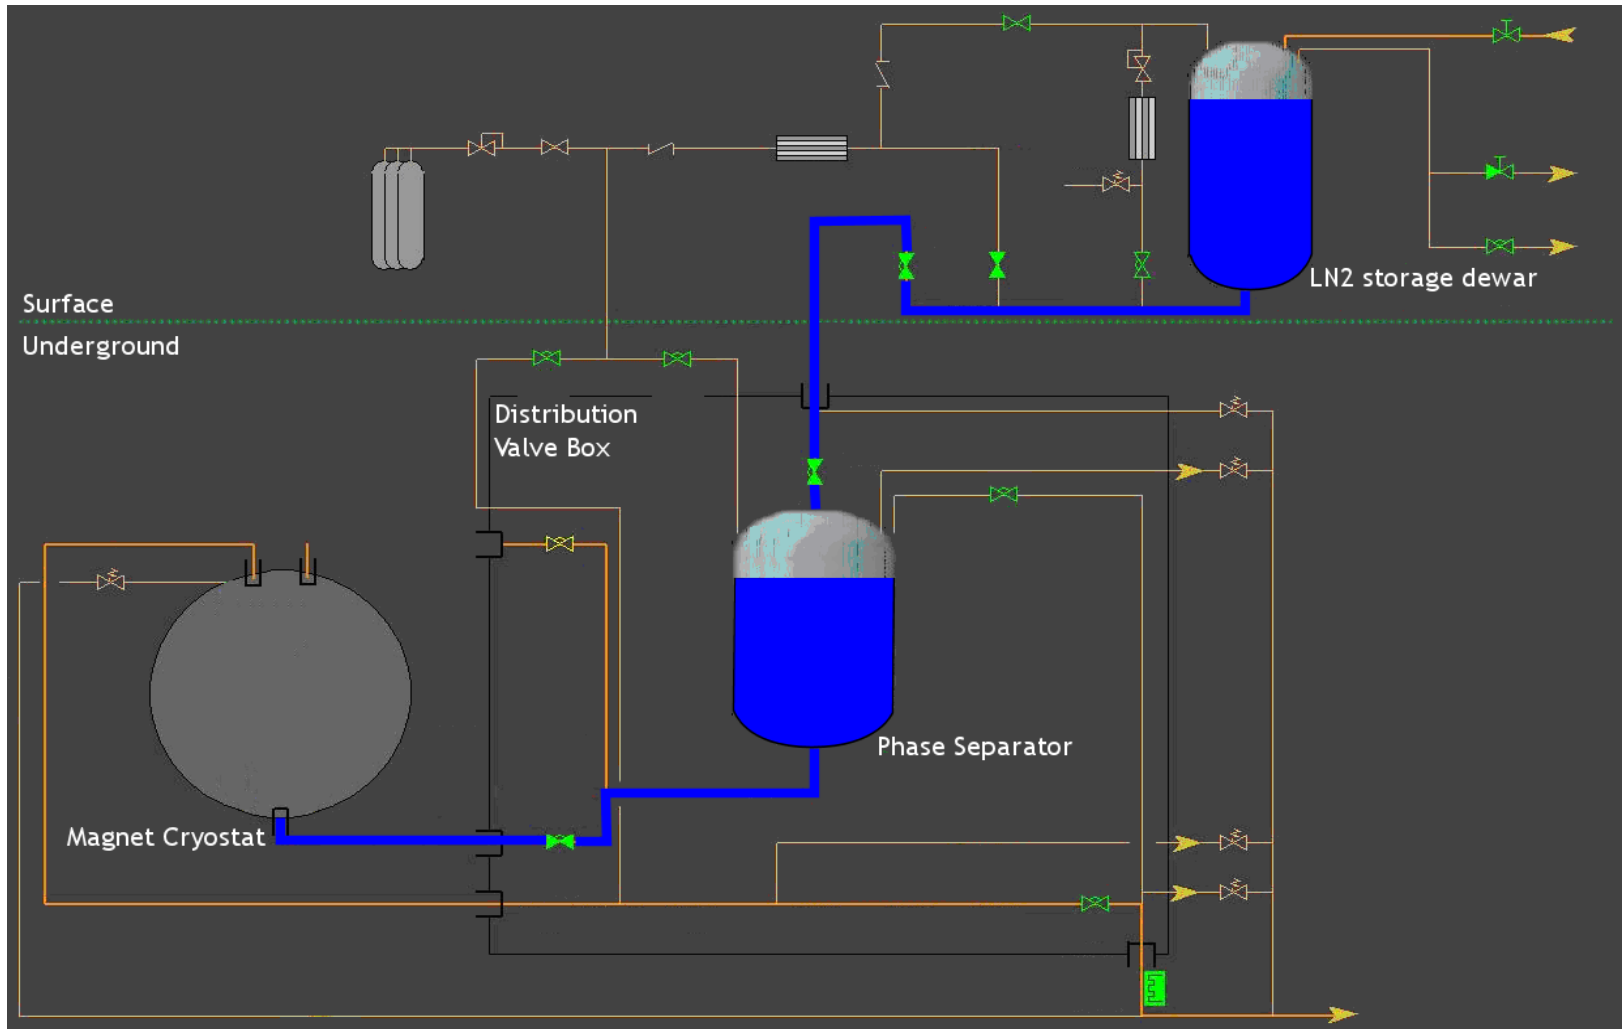 LN2 storage dewar
Surface
Underground
Distribution
Valve Box
Phase Separator
Magnet Cryostat